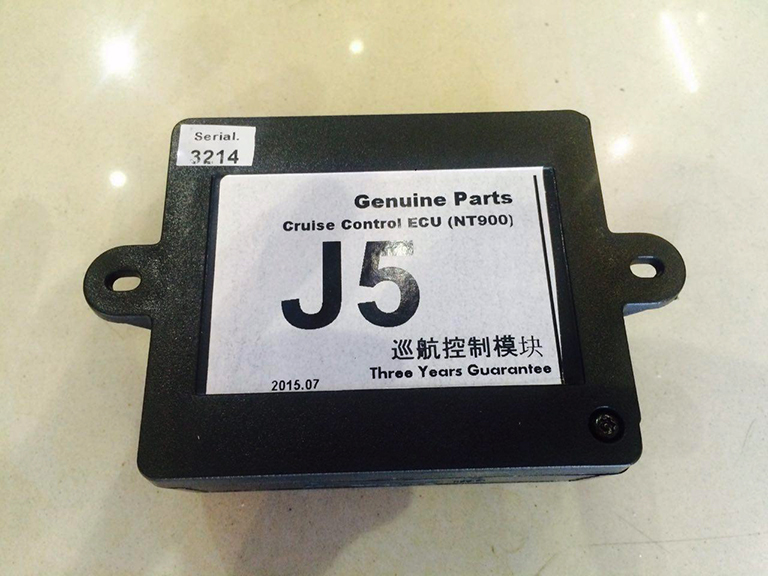 Serial.
3214
Genuine Parts
Cruise Control ECU (NT900)
J5
巡航控制模块
Three Years Guarantee
2015.07